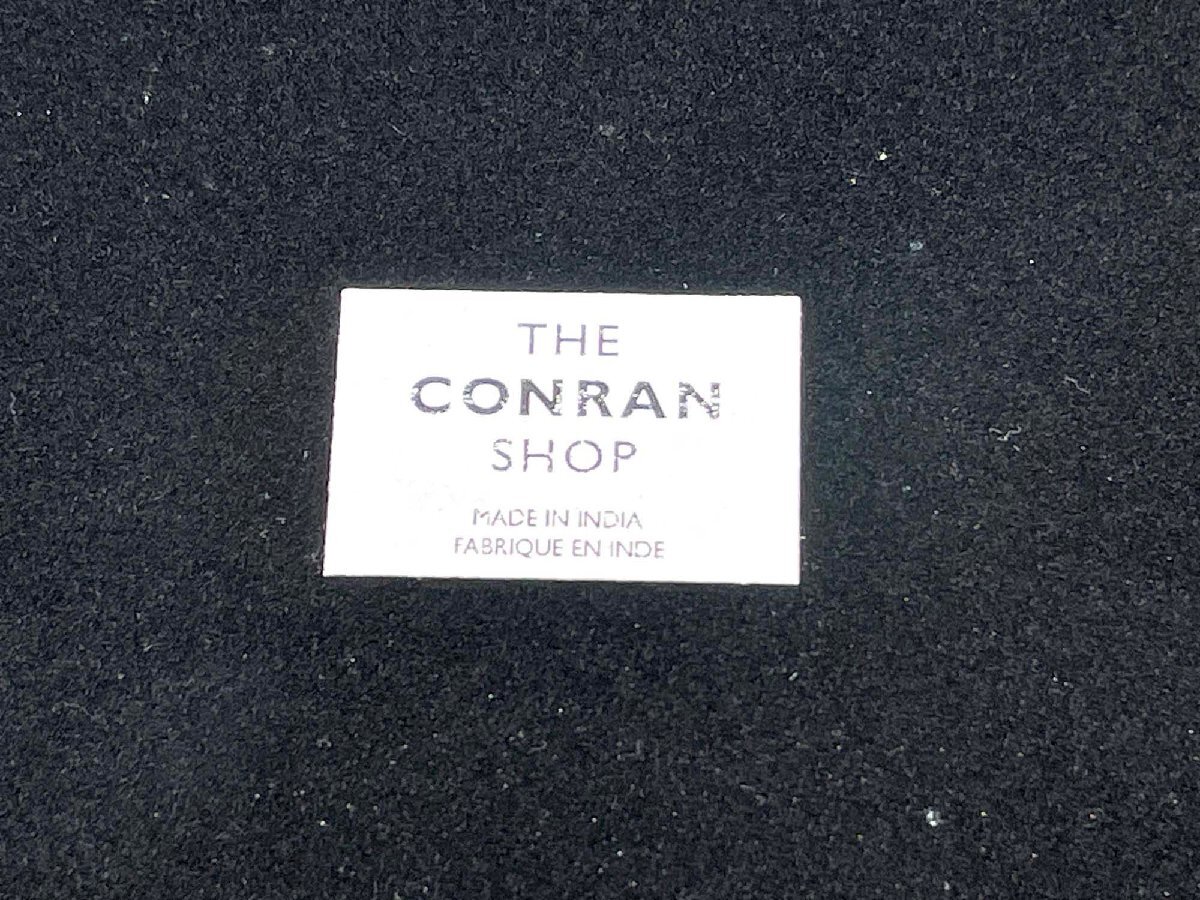 THE
CONRAN
SHOP
MADE IN INDIA
FABRIQUE EN INDE